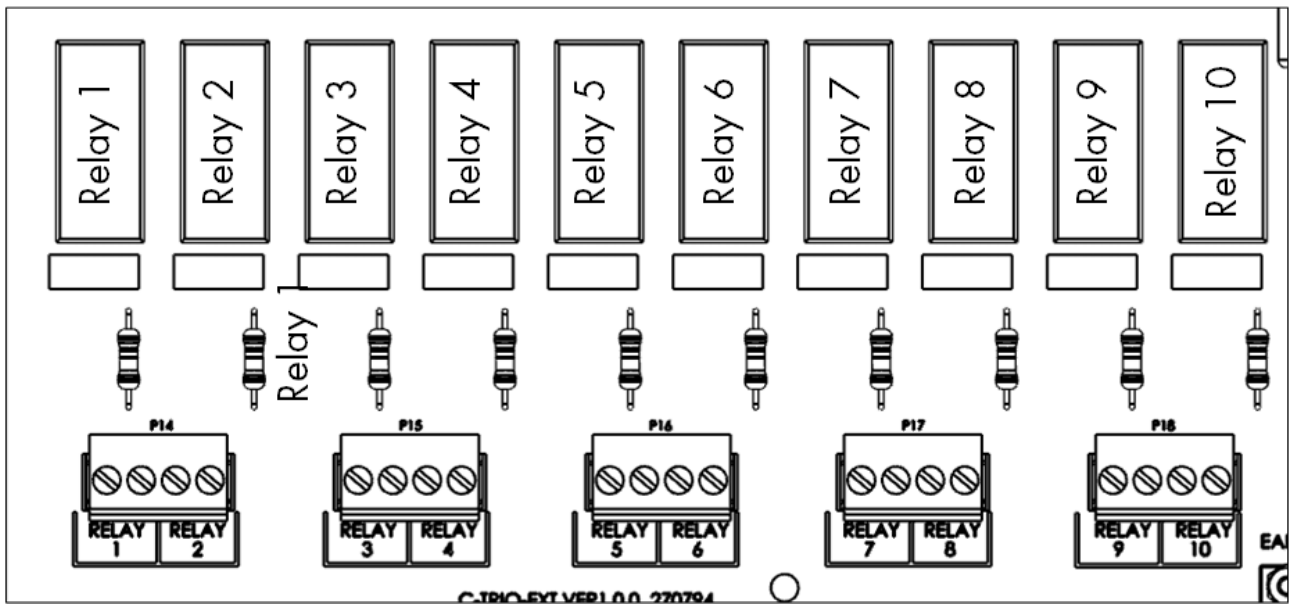 Relay 1
Relay 2
Relay 3
Relay 4
Relay 5
Relay 6
Relay 7
Relay 8
Relay 9
Relay 10
Relay 1
P14
P15
P16
P17
P18
RELAY 1
RELAY 2
RELAY 3
RELAY 4
RELAY 5
RELAY 6
RELAY 7
RELAY 8
RELAY 9
RELAY 10